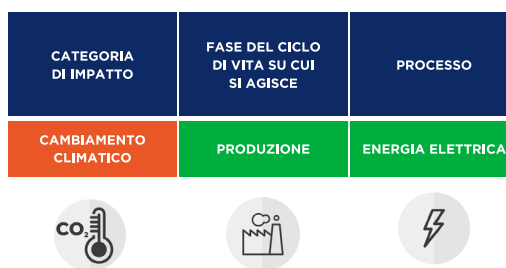 CATEGORIA
DI IMPATTO
FASE DEL CICLO
DI VITA SU CUI
SI AGISCE
PROCESSO
CAMBIAMENTO
CLIMATICO
PRODUZIONE
ENERGIA ELETTRICA
CO₂